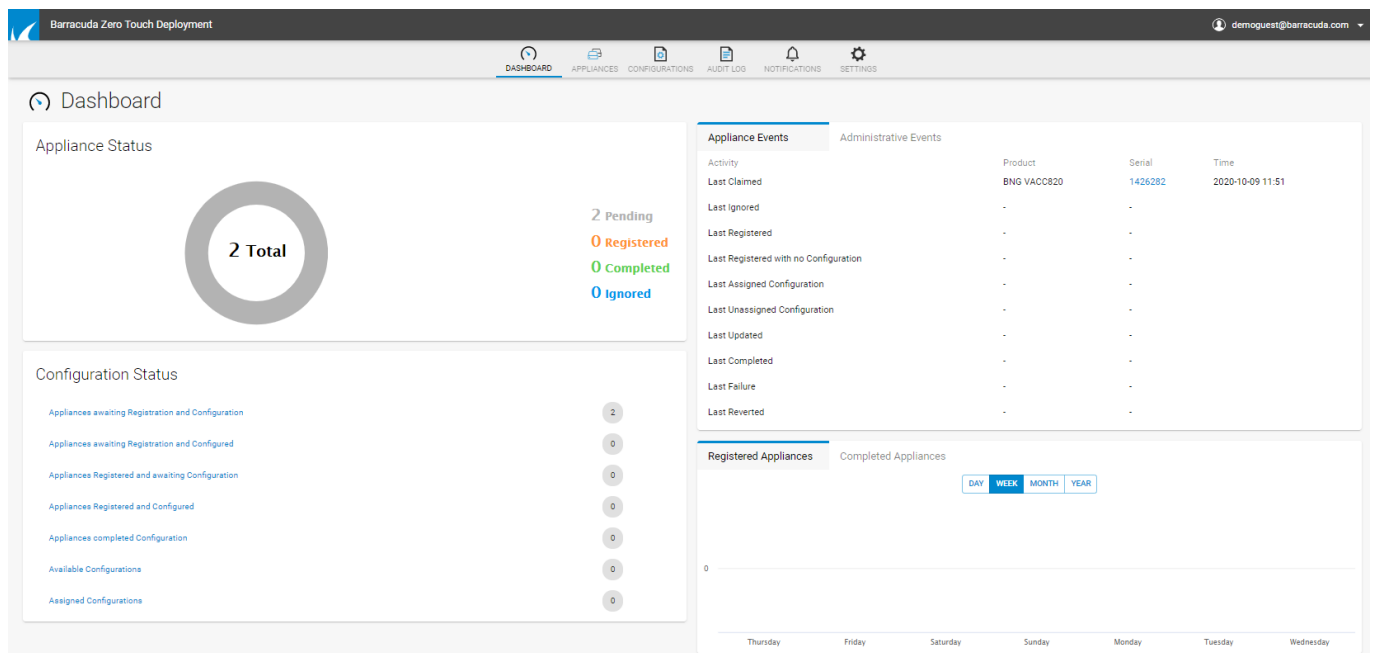 Barracuda Zero Touch Deployment
demoguest@barracuda.com
DASHBOARD APPLIANCES CONFIGURATIONS AUDIT LOG NOTIFICATIONS SETTINGS
Dashboard
Appliance Status
2 Total
2 Pending
0 Registered
0 Completed
0 Ignored
Configuration Status
Appliances awaiting Registration and Configuration 2
Appliances awaiting Registration and Configured 0
Appliances Registered and awaiting Configuration 0
Appliances Registered and Configured 0
Appliances completed Configuration 0
Available Configurations 0
Assigned Configurations 0
Appliance Events Administrative Events
Activity Product Serial Time
Last Claimed BNG VACC820 1426282 2020-10-09 11:51
Last Ignored - -
Last Registered - -
Last Registered with no Configuration - -
Last Assigned Configuration - -
Last Unassigned Configuration - -
Last Updated - -
Last Completed - -
Last Failure - -
Last Reverted - -
Registered Appliances Completed Appliances
DAY WEEK MONTH YEAR
0
Thursday Friday Saturday Sunday Monday Tuesday Wednesday